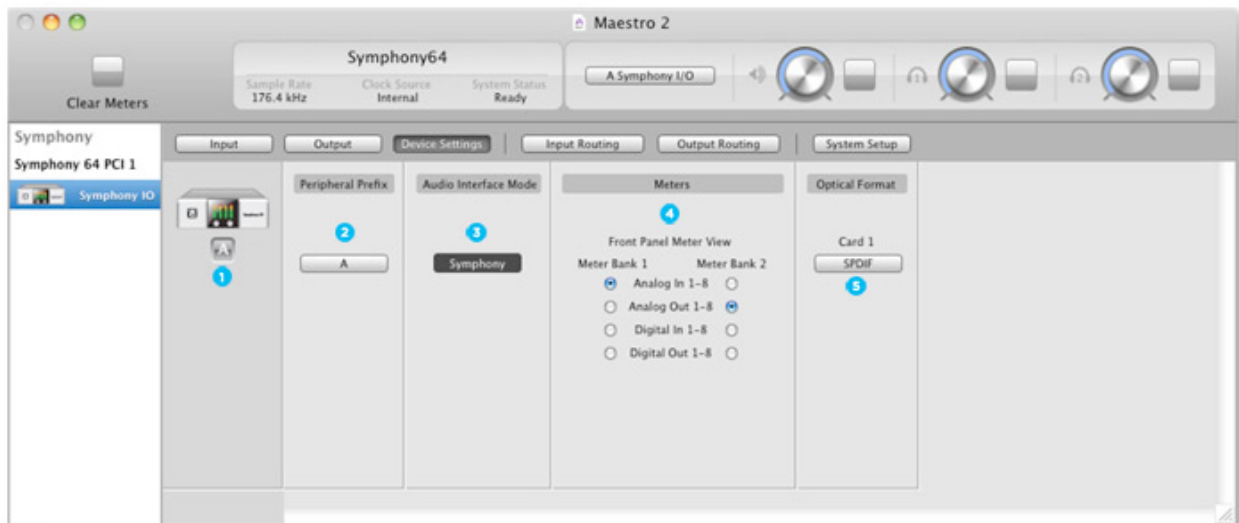 Maestro 2
Clear Meters
Symphony64
Sample Rate Clock Source System Status
176.4 kHz Internal Ready
A Symphony I/O
1
2
Symphony
Symphony 64 PCI 1
Symphony IO
Input Output Device Settings Input Routing Output Routing System Setup
Peripheral Prefix Audio Interface Mode Meters Optical Format
A
1
2
A
3
Symphony
4
Front Panel Meter View
Meter Bank 1 Meter Bank 2
Analog In 1-8
Analog Out 1-8
Digital In 1-8
Digital Out 1-8
Card 1
SPDIF
5